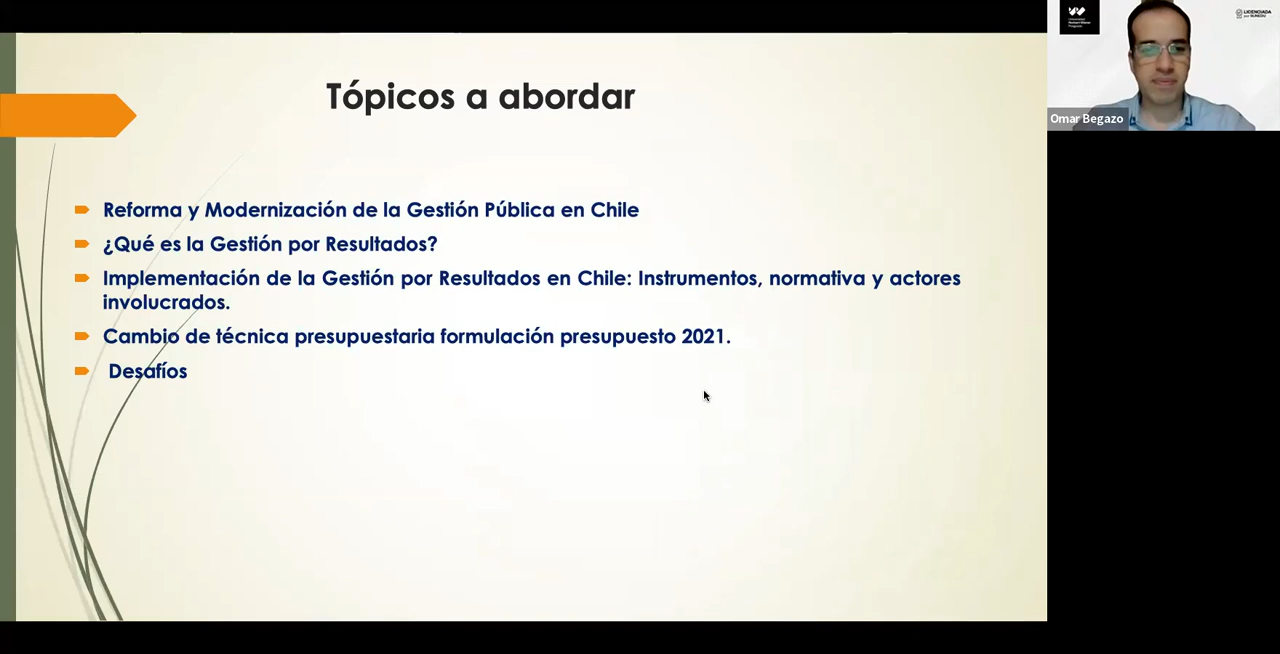 Tópicos a abordar
Reforma y Modernización de la Gestión Pública en Chile
¿Qué es la Gestión por Resultados?
Implementación de la Gestión por Resultados en Chile: Instrumentos, normativa y actores
involucrados.
Cambio de técnica presupuestaria formulación presupuesto 2021.
Desafíos
LICENCIADA
Omar Begazo